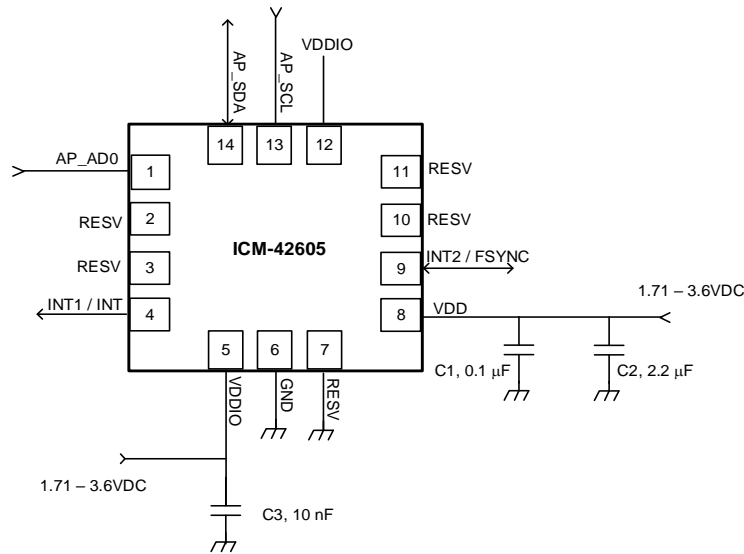 AP_SDA
AP_SCL
VDDIO
14
13
12
AP_AD0
1
11
RESV
RESV
2
10
RESV
ICM-42605
RESV
3
9
INT2 / FSYNC
INT1 / INT
4
8
VDD
1.71 – 3.6VDC
5
6
7
VDDIO
GND
RESV
C1, 0.1 µF
C2, 2.2 µF
1.71 – 3.6VDC
C3, 10 nF